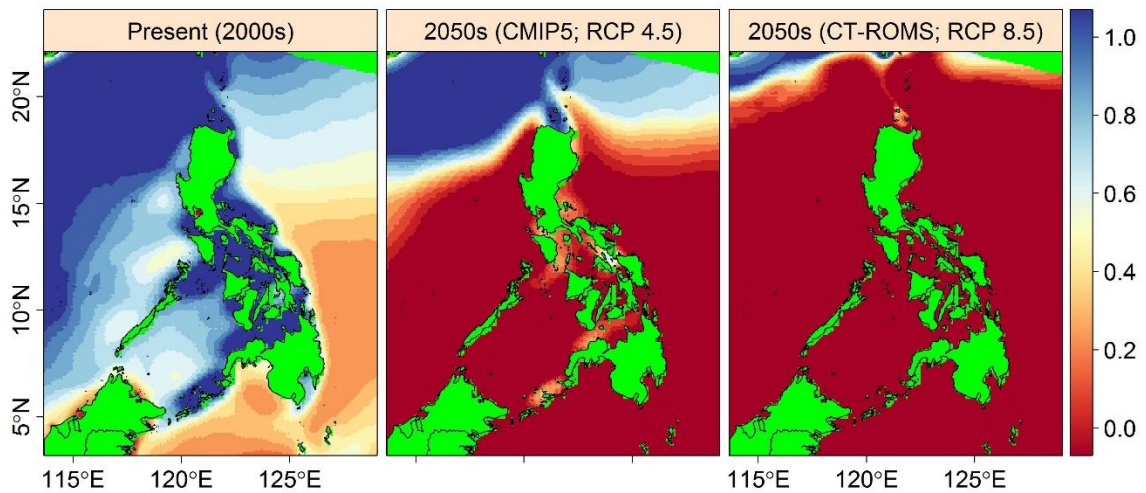 Present (2000s)
2050s (CMIP5; RCP 4.5)
2050s (CT-ROMS; RCP 8.5)
20°N
15°N
10°N
5°N
115°E
120°E
125°E
115°E
120°E
125°E
1.0
0.8
0.6
0.4
0.2
0.0